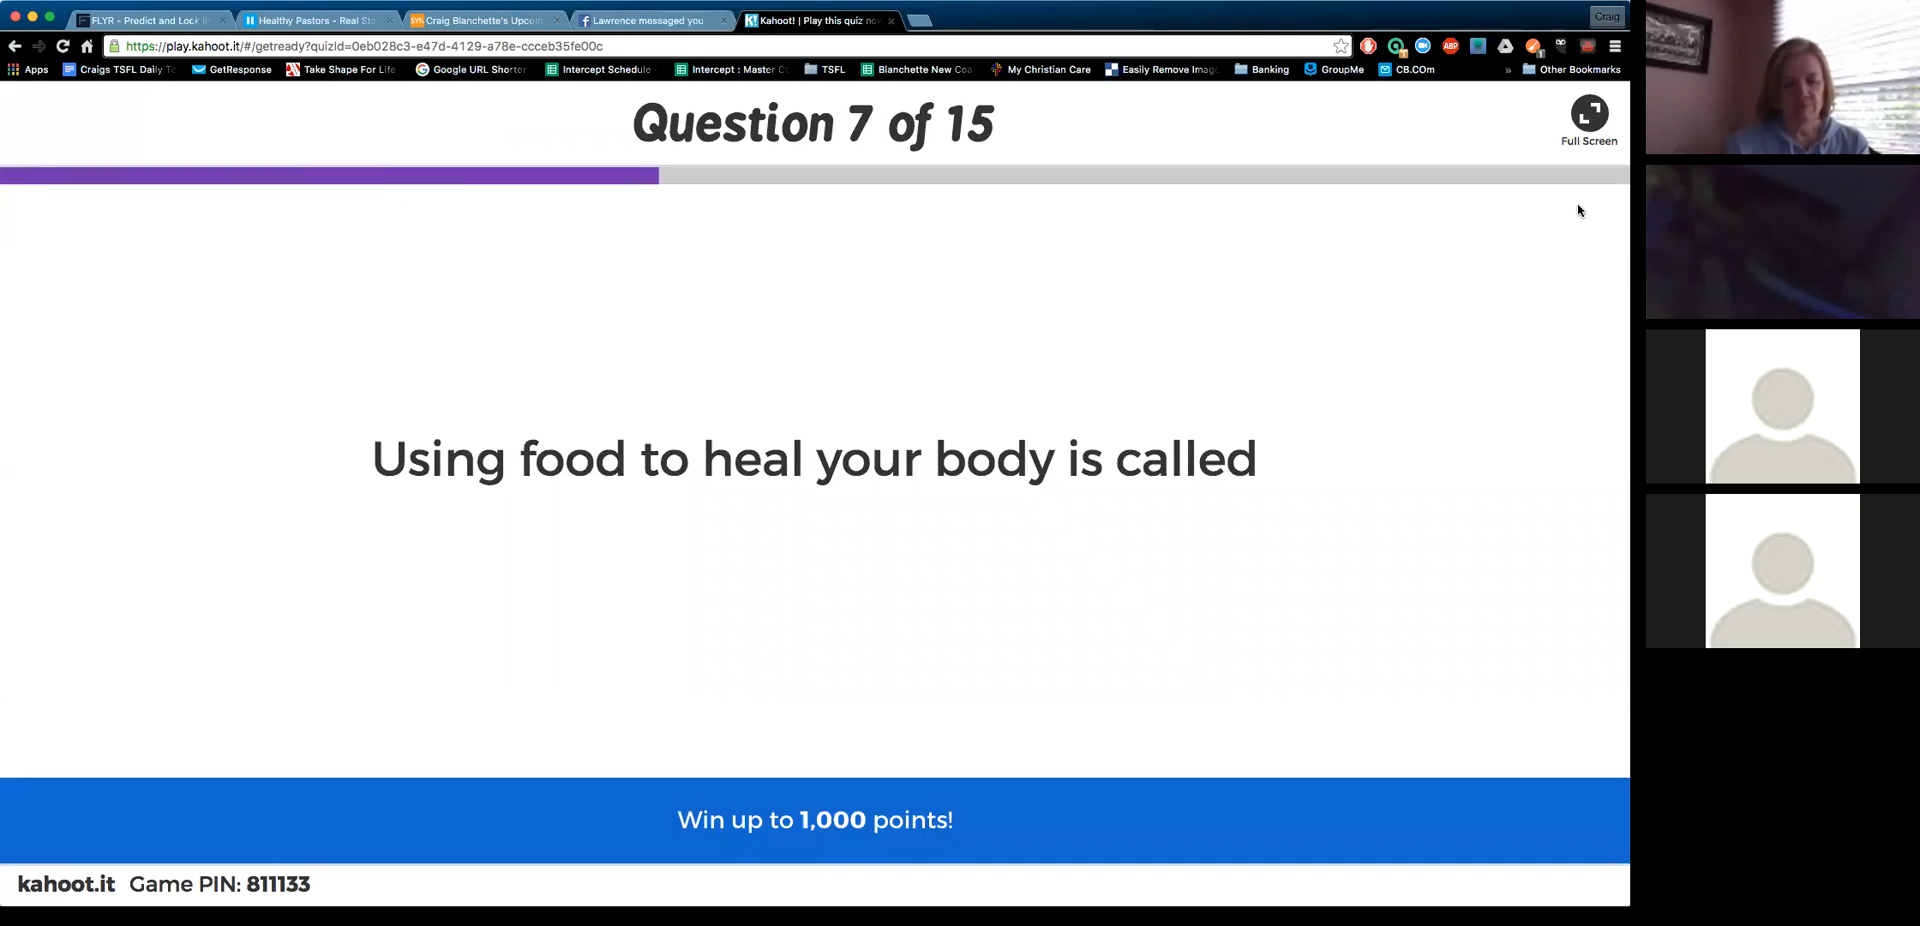 FLYR - Predict and Lock
Healthy Pastors - Real Sto
Craig Blanchette's Upcom
Lawrence messaged you
Kahoot! | Play this quiz no
Craig
https://play.kahoot.it/#/getready?quizId=0eb028c3-e47d-4129-a78e-ccceb35fe00c
ABP
Apps
Craigs TSFL Daily T
GetResponse
Take Shape For Life
Google URL Shorte
Intercept Schedule
Intercept : Master C
TSFL
Blanchette New Coa
My Christian Care
Easily Remove Imag
Banking
GroupMe
CB.COm
» Other Bookmarks
Question 7 of 15
Full Screen
Using food to heal your body is called
Win up to 1,000 points!
kahoot.it Game PIN: 811133